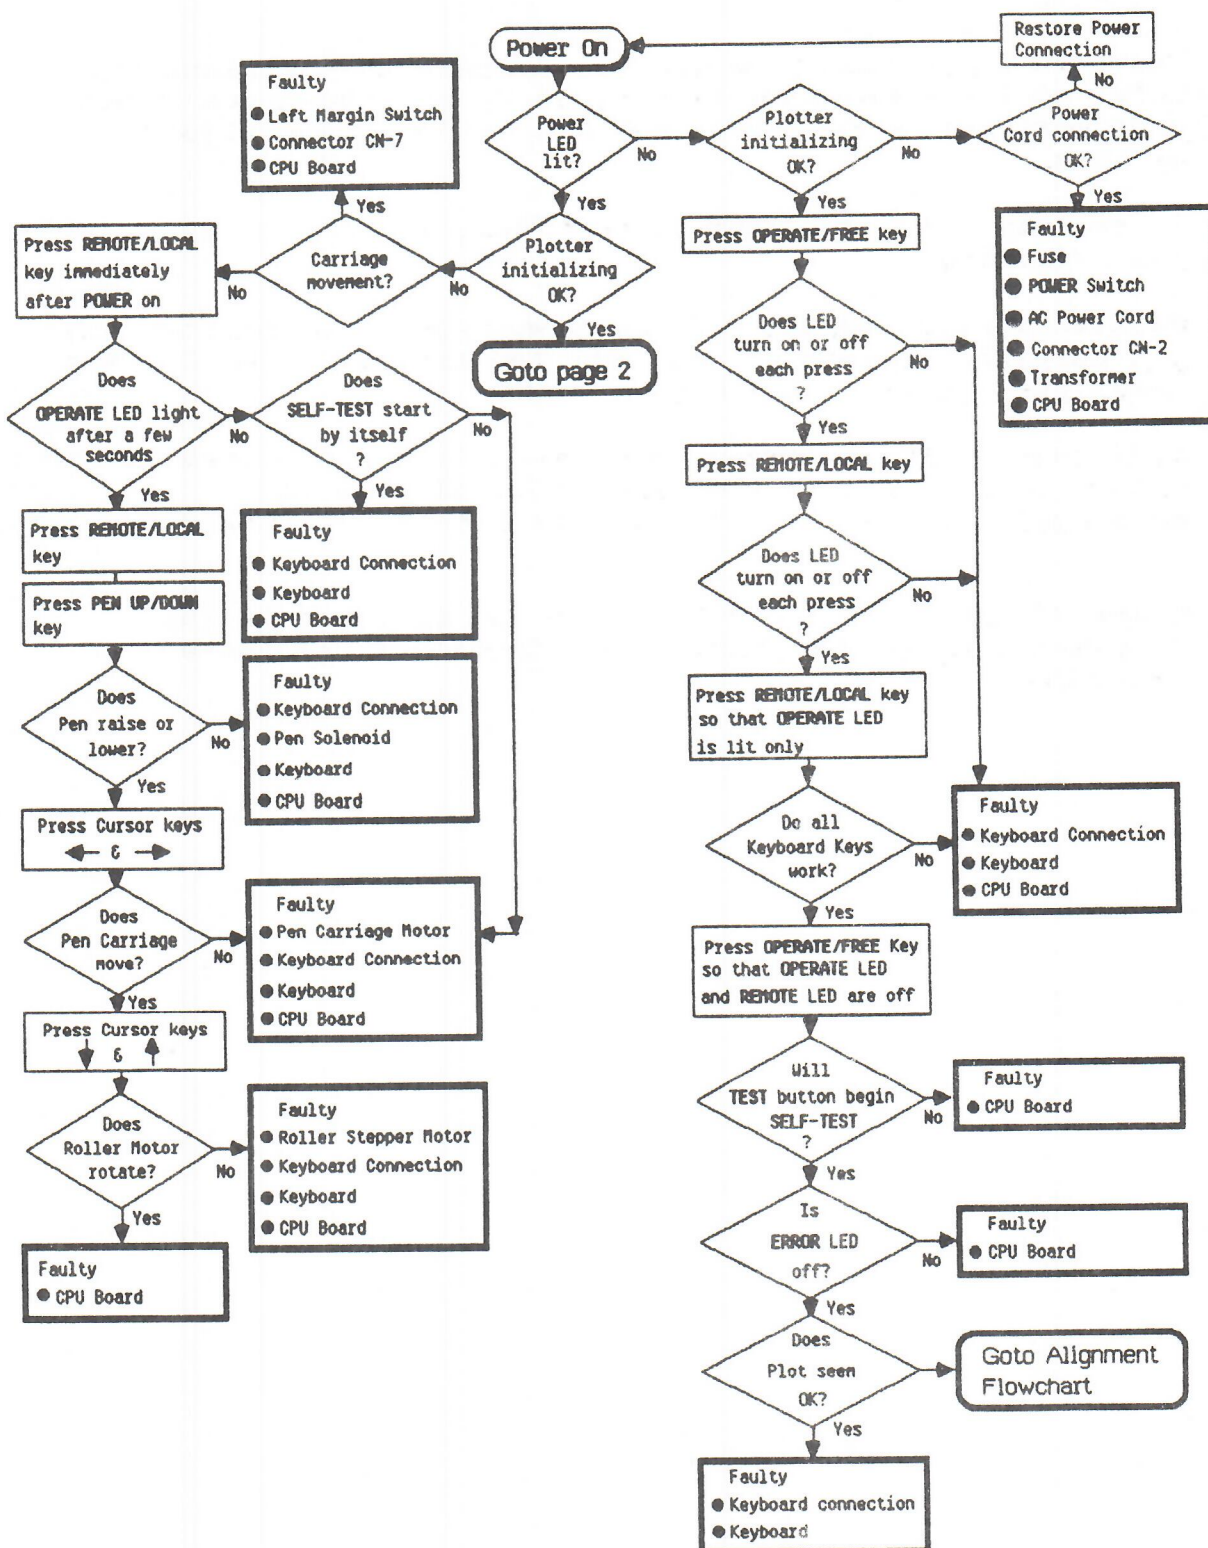 Power On
Restore Power
Connection
No
Faulty
● Left Margin Switch
● Connector CN-7
● CPU Board
Power
LED
lit?
No
Plotter
initializing
OK?
No
Power
Cord connection
OK?
Yes
Yes
Yes
Yes
Press REMOTE/LOCAL
key immediately
after POWER on
No
Carriage
movement?
No
Plotter
initializing
OK?
Yes
Goto page 2
Press OPERATE/FREE key
Faulty
● Fuse
● POWER Switch
● AC Power Cord
● Connector CN-2
● Transformer
● CPU Board
Does LED
turn on or off
each press
?
No
Yes
Does
OPERATE LED light
after a few
seconds
No
Yes
Does
SELF-TEST start
by itself
?
No
Yes
Press REMOTE/LOCAL key
Press REMOTE/LOCAL
key
Press PEN UP/DOWN
key
Faulty
● Keyboard Connection
● Keyboard
● CPU Board
Does LED
turn on or off
each press
?
No
Yes
Does
Pen raise or
lower?
No
Yes
Faulty
● Keyboard Connection
● Pen Solenoid
● Keyboard
● CPU Board
Press REMOTE/LOCAL key
so that OPERATE LED
is lit only
Press Cursor keys
← & →
Do all
Keyboard Keys
work?
No
Yes
Faulty
● Keyboard Connection
● Keyboard
● CPU Board
Does
Pen Carriage
move?
No
Yes
Faulty
● Pen Carriage Motor
● Keyboard Connection
● Keyboard
● CPU Board
Press OPERATE/FREE Key
so that OPERATE LED
and REMOTE LED are off
Press Cursor keys
↓ & ↑
Will
TEST button begin
SELF-TEST
?
No
Yes
Faulty
● CPU Board
Does
Roller Motor
rotate?
No
Yes
Faulty
● Roller Stepper Motor
● Keyboard Connection
● Keyboard
● CPU Board
Is
ERROR LED
off?
No
Yes
Faulty
● CPU Board
Faulty
● CPU Board
Does
Plot seem
OK?
Yes
Goto Alignment
Flowchart
Faulty
● Keyboard connection
● Keyboard